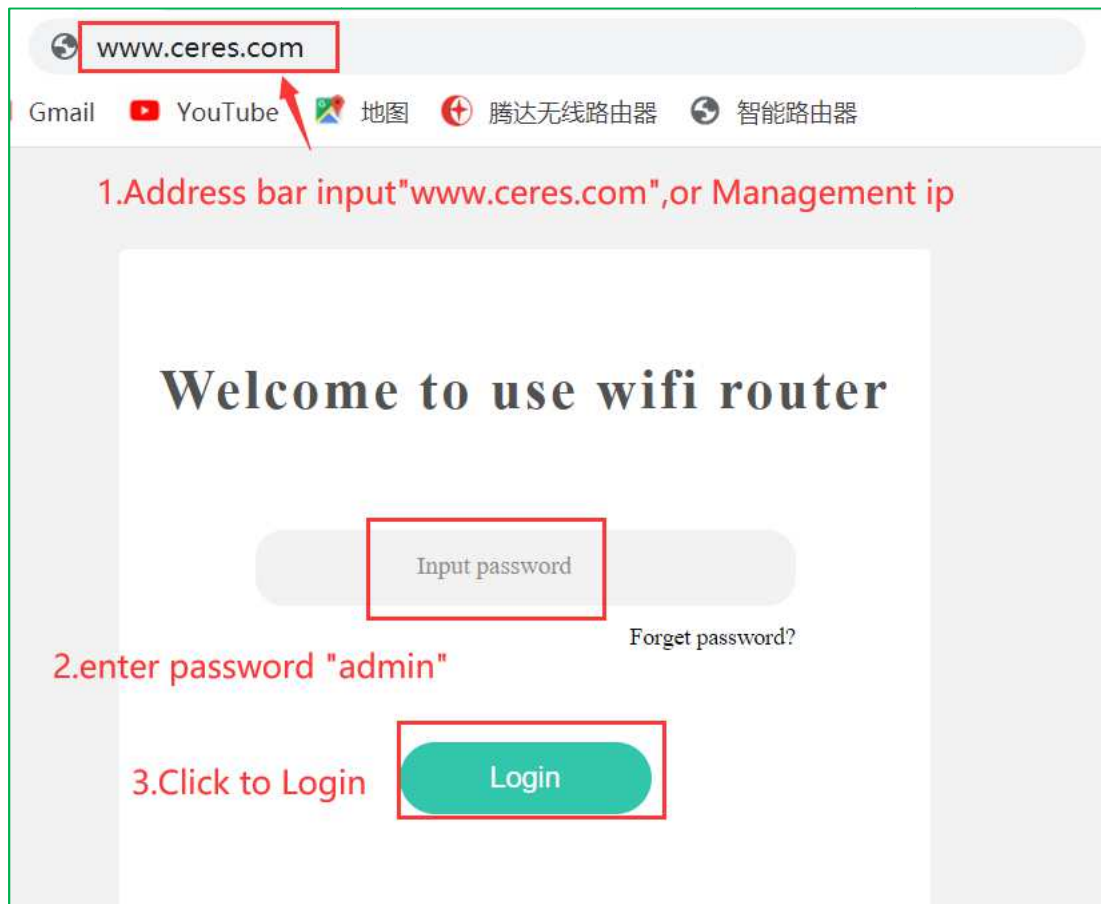 www.ceres.com
Gmail YouTube 地图 腾达无线路由器 智能路由器
1.Address bar input"www.ceres.com",or Management ip
Welcome to use wifi router
Input password
Forget password?
2.enter password "admin"
3.Click to Login Login